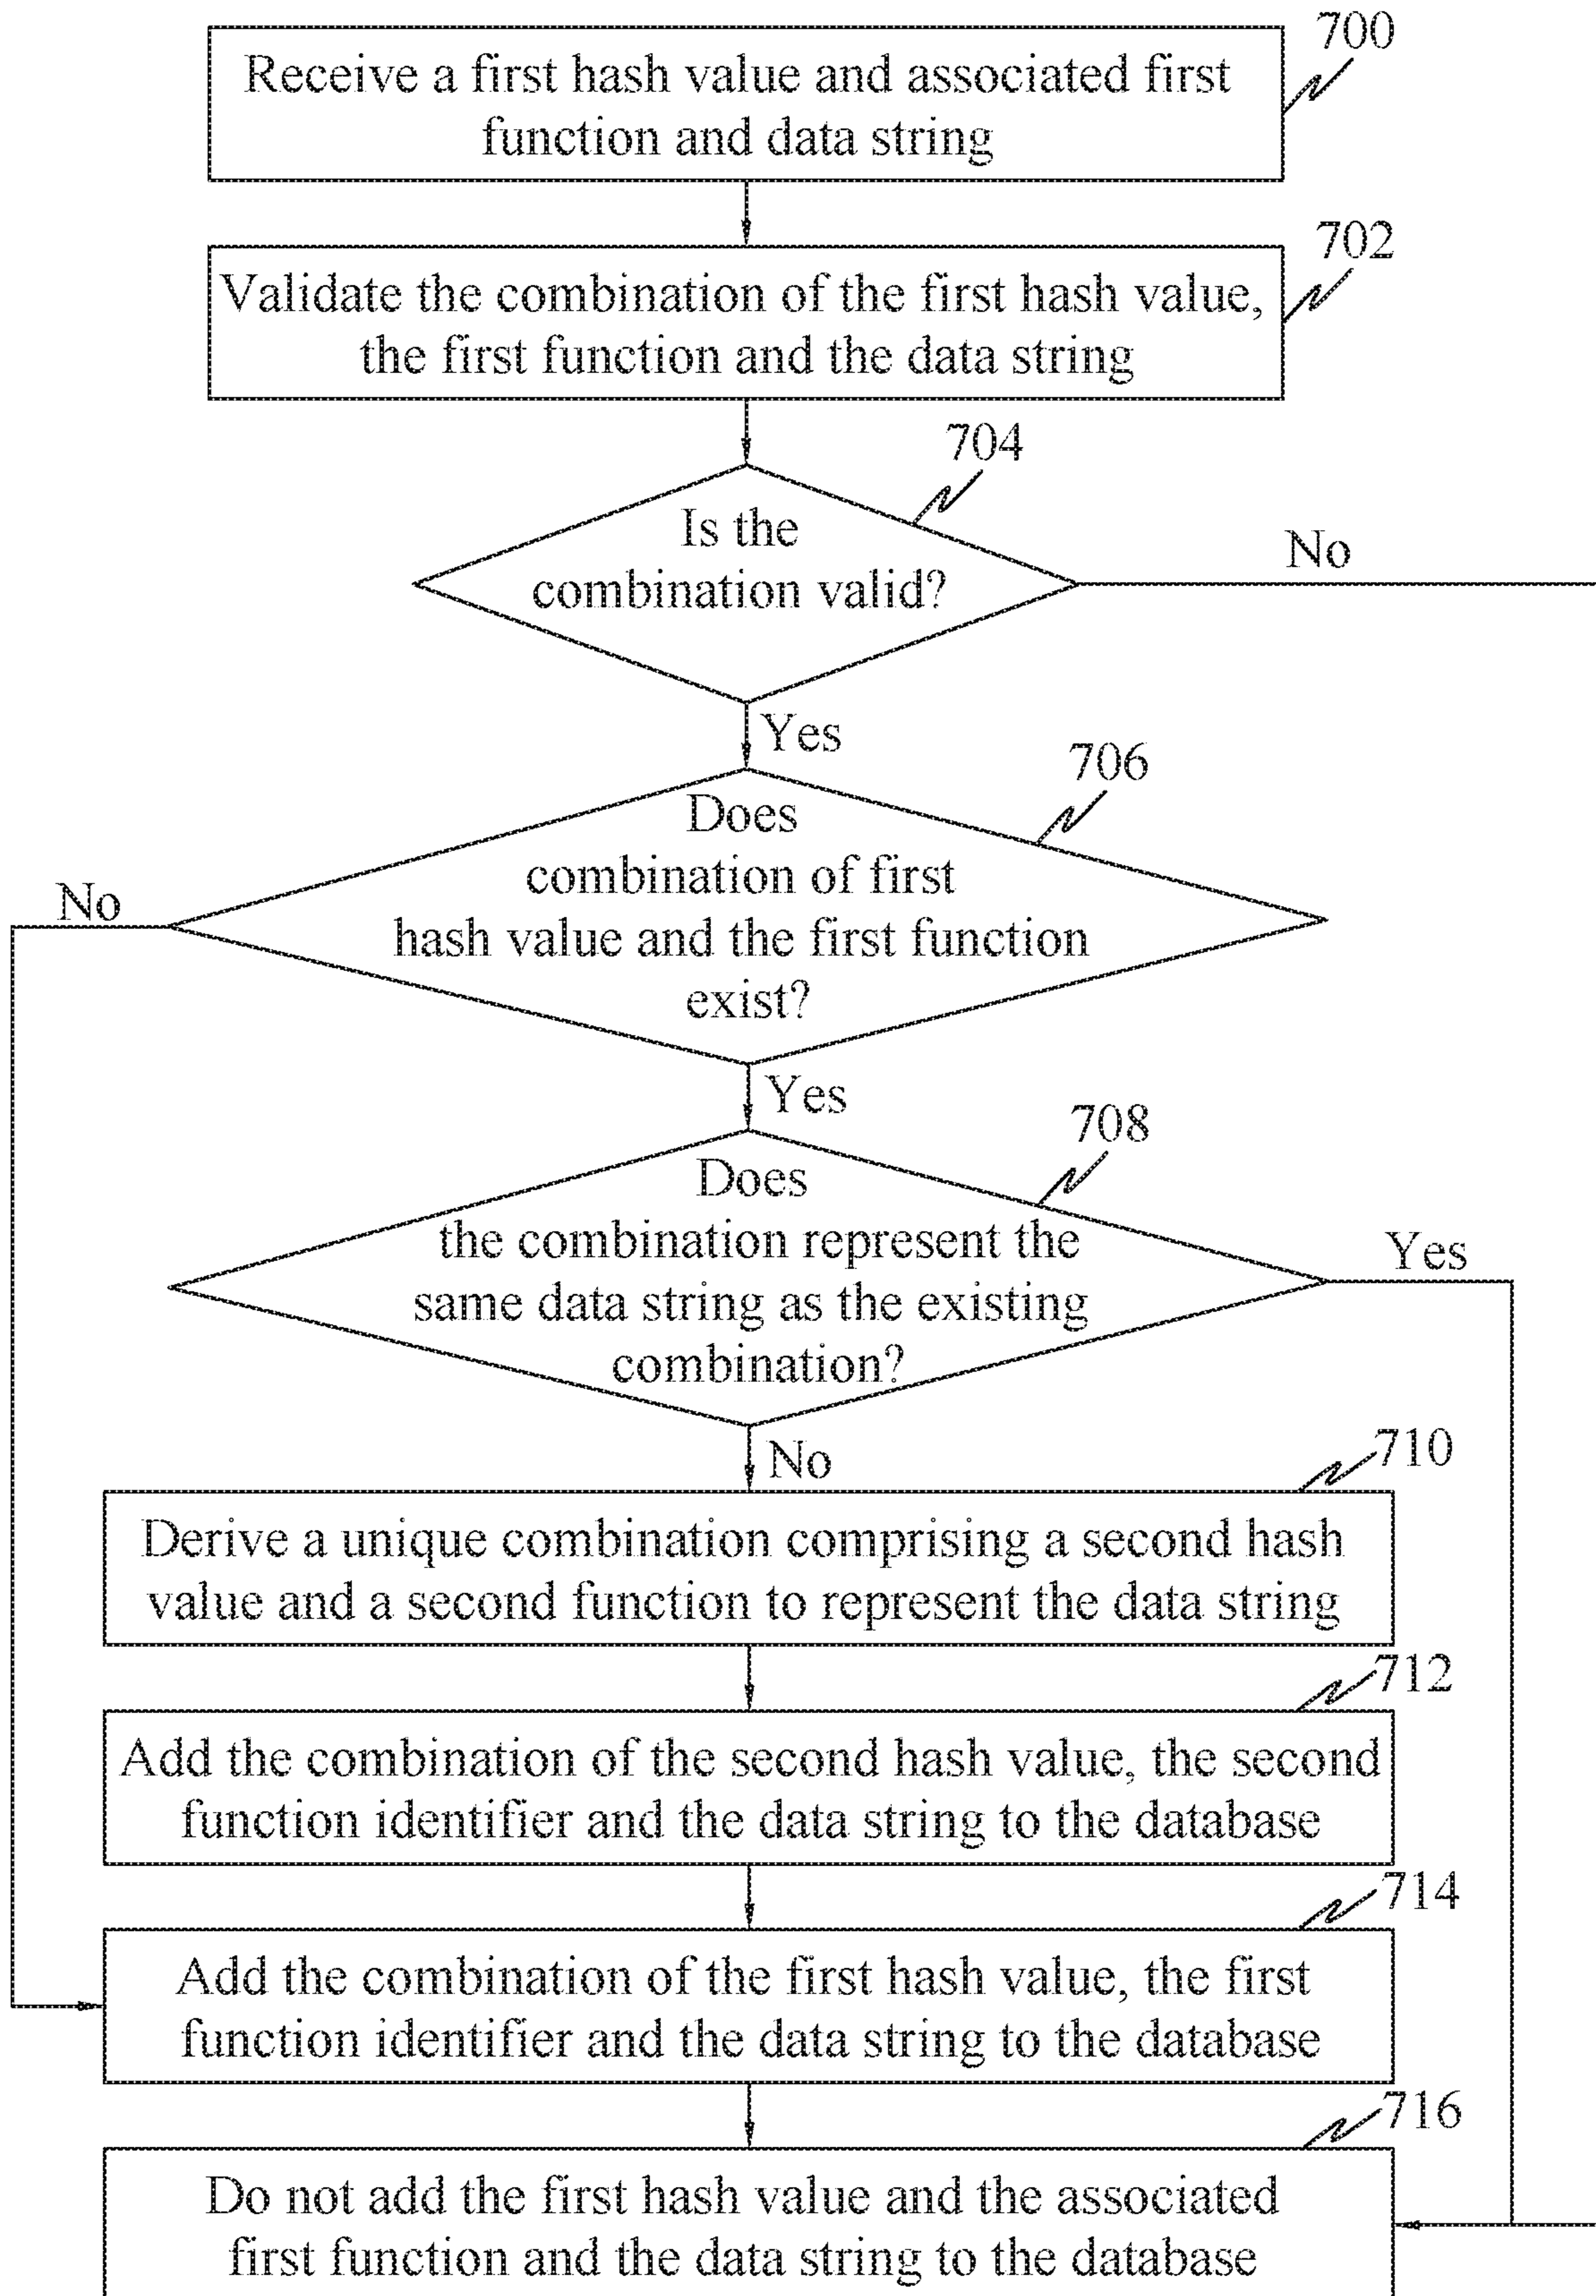 700
Receive a first hash value and associated first
function and data string
702
Validate the combination of the first hash value,
the first function and the data string
704
Is the
combination valid?
No
Yes
706
Does
combination of first
hash value and the first function
exist?
No
Yes
708
Does
the combination represent the
same data string as the existing
combination?
Yes
No
710
Derive a unique combination comprising a second hash
value and a second function to represent the data string
712
Add the combination of the second hash value, the second
function identifier and the data string to the database
714
Add the combination of the first hash value, the first
function identifier and the data string to the database
716
Do not add the first hash value and the associated
first function and the data string to the database